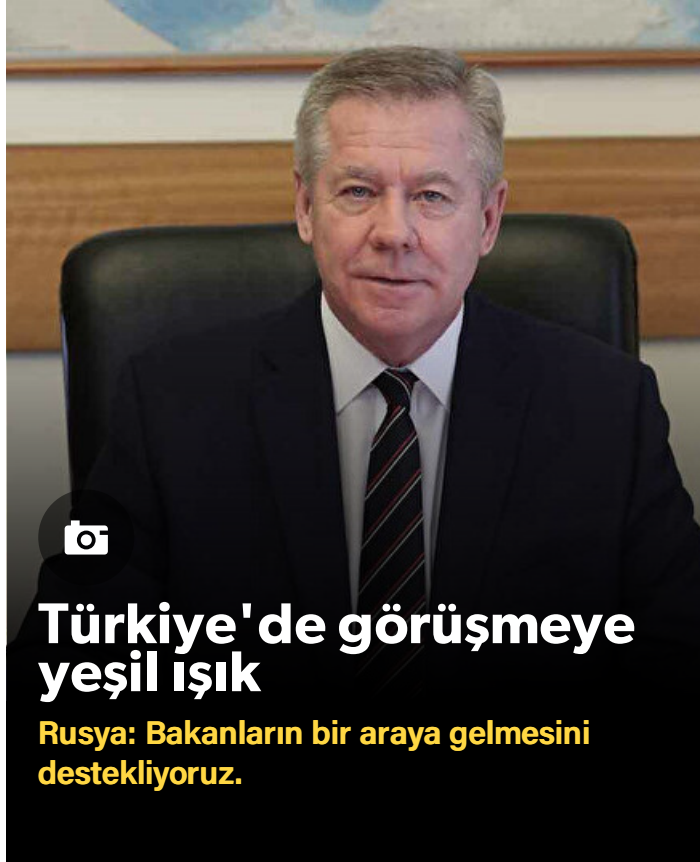 Türkiye'de görüşmeye
yeşil ışık
Rusya: Bakanların bir araya gelmesini
destekliyoruz.